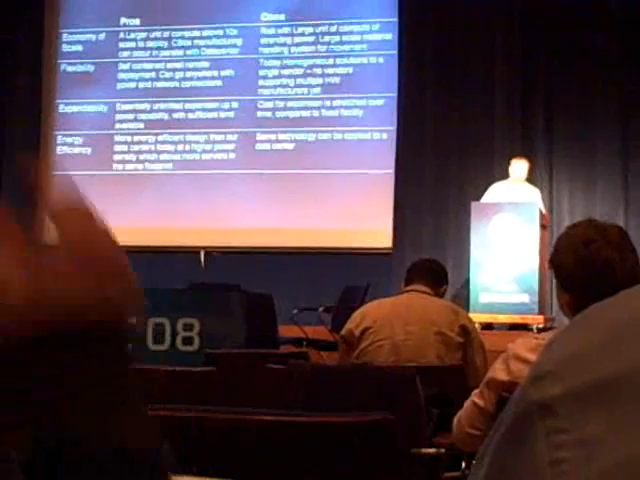 Pros
Cons
Economy of
Scale
A Larger unit of compute allows 10x
scale to deploy. CBlox manufacturing
can occur in parallel with Datacenter
Risk with Large unit of compute of
stranding power. Large scale material
handling system for movement
Flexibility
Self contained small remote
deployment. Can go anywhere with
power and network connections
Today Homogeneous solutions to a
single vendor – no vendors
supporting multiple HW
manufacturers yet
Expandability
Essentially unlimited expansion up to
power capability, with sufficient land
available
Cost for expansion is stretched over
time, compared to fixed facility
Energy
Efficiency
More energy efficient design than our
data centers today at a higher power
density which allows more servers in
the same footprint
Same technology can be applied to a
data center
08